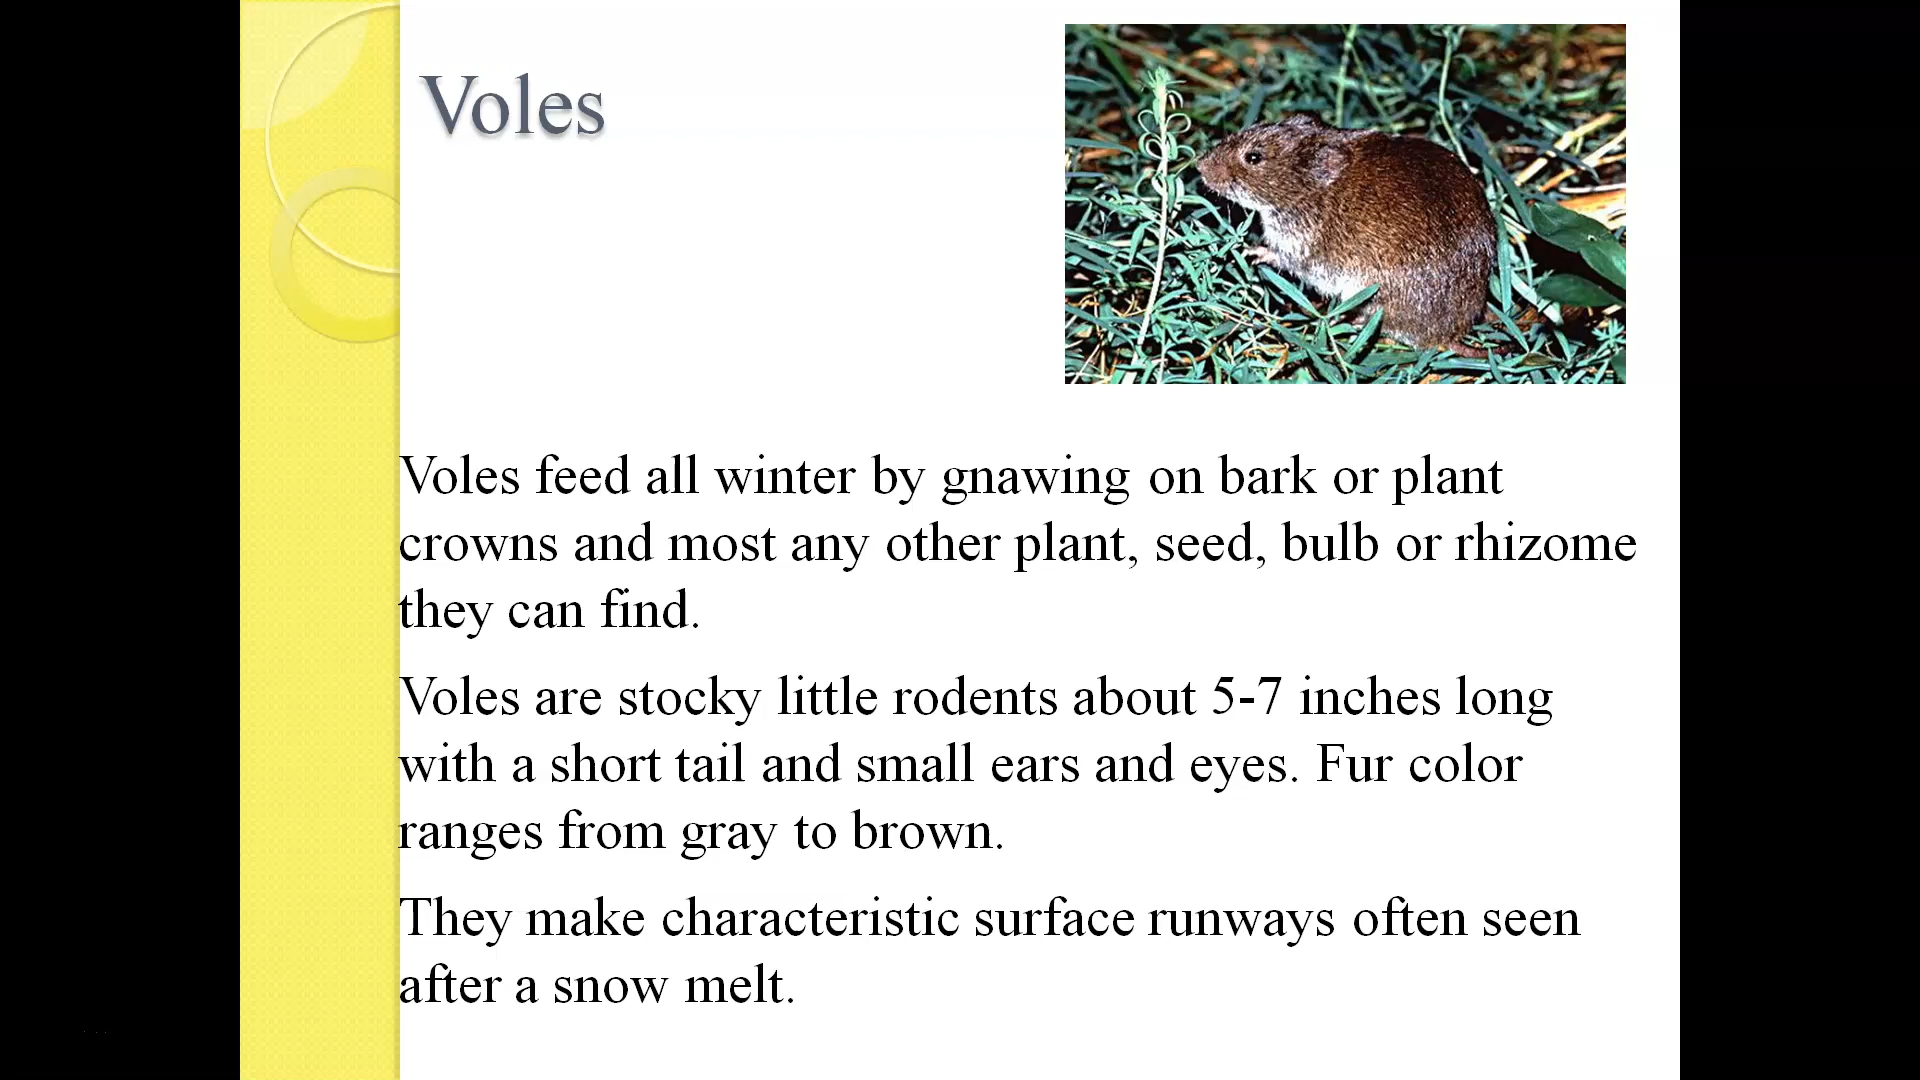 Voles
Voles feed all winter by gnawing on bark or plant
crowns and most any other plant, seed, bulb or rhizome
they can find.
Voles are stocky little rodents about 5-7 inches long
with a short tail and small ears and eyes. Fur color
ranges from gray to brown.
They make characteristic surface runways often seen
after a snow melt.